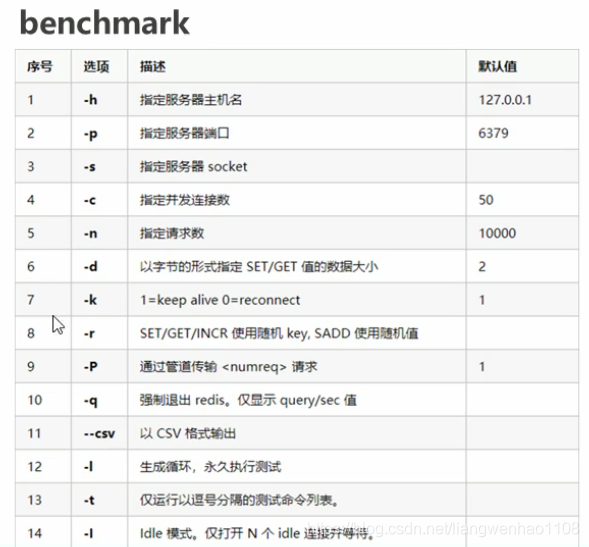 benchmark
序号 选项 描述 默认值
1 -h 指定服务器主机名 127.0.0.1
2 -p 指定服务器端口 6379
3 -s 指定服务器 socket
4 -c 指定并发连接数 50
5 -n 指定请求数 10000
6 -d 以字节的形式指定 SET/GET 值的数据大小 2
7 -k 1=keep alive 0=reconnect 1
8 -r SET/GET/INCR 使用随机 key, SADD 使用随机值
9 -P 通过管道传输 <numreq> 请求 1
10 -q 强制退出 redis。仅显示 query/sec 值
11 --csv 以 CSV 格式输出
12 -l 生成循环，永久执行测试
13 -t 仅运行以逗号分隔的测试命令列表。
14 -I Idle 模式。仅打开 N 个 idle 连接并等待。
https://blog.csdn.net/liangwenhao1108